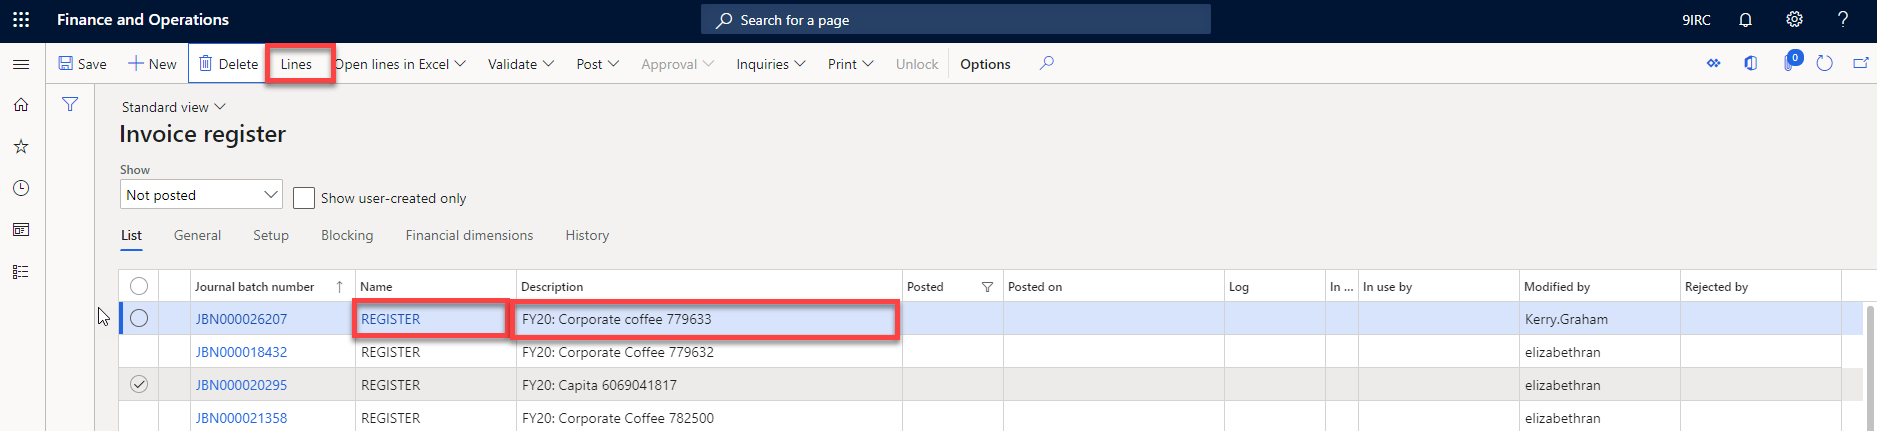 Finance and Operations Search for a page 9IRC ?
Save New Delete Lines Open lines in Excel Validate Post Approval Inquiries Print Unlock Options 0
Standard view
Invoice register
Show
Not posted Show user-created only
List General Setup Blocking Financial dimensions History
Journal batch number ↑ Name Description Posted Posted on Log In ... In use by Modified by Rejected by
JBN000026207 REGISTER FY20: Corporate coffee 779633 Kerry.Graham
JBN000018432 REGISTER FY20: Corporate Coffee 779632 elizabethran
JBN000020295 REGISTER FY20: Capita 6069041817 elizabethran
JBN000021358 REGISTER FY20: Corporate Coffee 782500 elizabethran